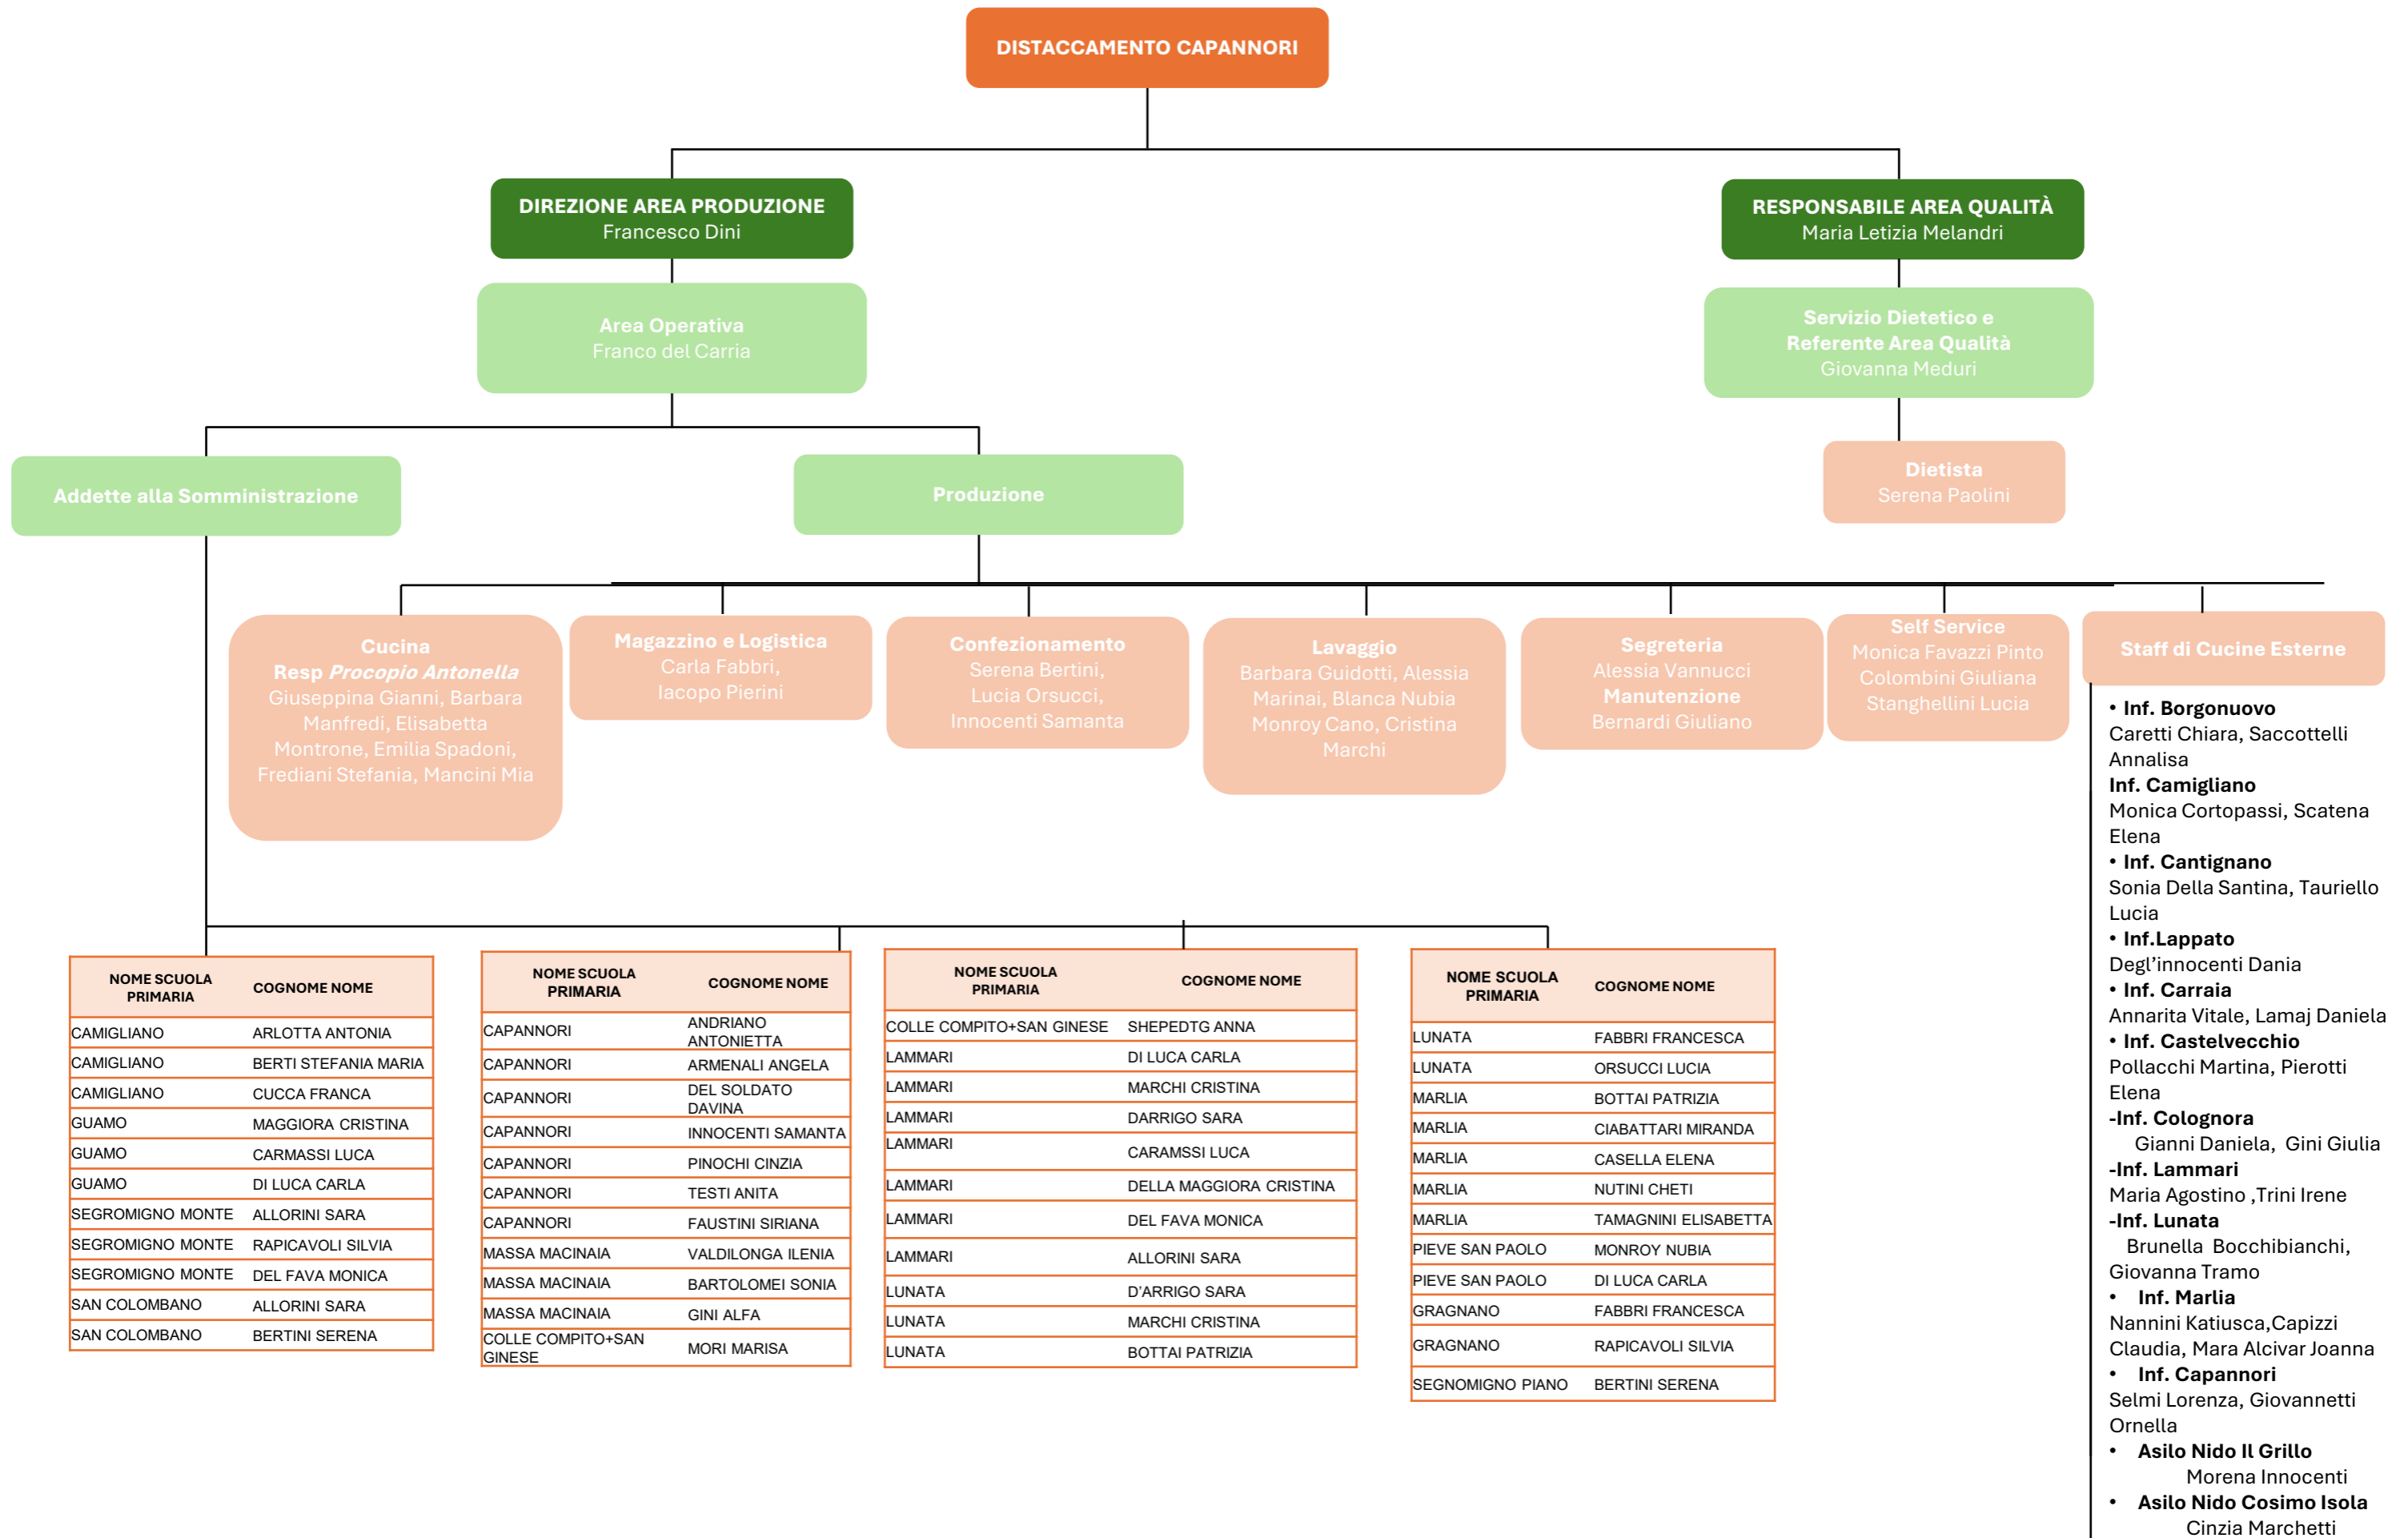 DISTACCAMENTO CAPANNORI
DIREZIONE AREA PRODUZIONE
Francesco Dini
RESPONSABILE AREA QUALITÀ
Maria Letizia Melandri
Area Operativa
Franco del Carria
Servizio Dietetico e
Referente Area Qualità
Giovanna Meduri
Addette alla Somministrazione
Produzione
Dietista
Serena Paolini
Cucina
Resp Procopio Antonella
Giuseppina Gianni, Barbara
Manfredi, Elisabetta
Montrone, Emilia Spadoni,
Frediani Stefania, Mancini Mia
Magazzino e Logistica
Carla Fabbri,
Iacopo Pierini
Confezionamento
Serena Bertini,
Lucia Orsucci,
Innocenti Samanta
Lavaggio
Barbara Guidotti, Alessia
Marinai, Blanca Nubia
Monroy Cano, Cristina
Marchi
Segreteria
Alessia Vannucci
Manutenzione
Bernardi Giuliano
Self Service
Monica Favazzi Pinto
Colombini Giuliana
Stanghellini Lucia
Staff di Cucine Esterne
• Inf. Borgonuovo
Caretti Chiara, Saccottelli
Annalisa
Inf. Camigliano
Monica Cortopassi, Scatena
Elena
• Inf. Cantignano
Sonia Della Santina, Tauriello
Lucia
• Inf.Lappato
Degl’innocenti Dania
• Inf. Carraia
Annarita Vitale, Lamaj Daniela
• Inf. Castelvecchio
Pollacchi Martina, Pierotti
Elena
-Inf. Colognora
Gianni Daniela, Gini Giulia
-Inf. Lammari
Maria Agostino ,Trini Irene
-Inf. Lunata
Brunella Bocchibianchi,
Giovanna Tramo
• Inf. Marlia
Nannini Katiusca,Capizzi
Claudia, Mara Alcivar Joanna
• Inf. Capannori
Selmi Lorenza, Giovannetti
Ornella
• Asilo Nido Il Grillo
Morena Innocenti
• Asilo Nido Cosimo Isola
Cinzia Marchetti
NOME SCUOLA
PRIMARIA
COGNOME NOME
CAMIGLIANO ARLOTTA ANTONIA
CAMIGLIANO BERTI STEFANIA MARIA
CAMIGLIANO CUCCA FRANCA
GUAMO MAGGIORA CRISTINA
GUAMO CARMASSI LUCA
GUAMO DI LUCA CARLA
SEGROMIGNO MONTE ALLORINI SARA
SEGROMIGNO MONTE RAPICAVOLI SILVIA
SEGROMIGNO MONTE DEL FAVA MONICA
SAN COLOMBANO ALLORINI SARA
SAN COLOMBANO BERTINI SERENA
NOME SCUOLA
PRIMARIA
COGNOME NOME
CAPANNORI ANDRIANO
ANTONIETTA
CAPANNORI ARMENALI ANGELA
CAPANNORI DEL SOLDATO
DAVINA
CAPANNORI INNOCENTI SAMANTA
CAPANNORI PINOCHI CINZIA
CAPANNORI TESTI ANITA
CAPANNORI FAUSTINI SIRIANA
MASSA MACINAIA VALDILONGA ILENIA
MASSA MACINAIA BARTOLOMEI SONIA
MASSA MACINAIA GINI ALFA
COLLE COMPITO+SAN
GINESE
MORI MARISA
NOME SCUOLA
PRIMARIA
COGNOME NOME
COLLE COMPITO+SAN GINESE SHEPEDTG ANNA
LAMMARI DI LUCA CARLA
LAMMARI MARCHI CRISTINA
LAMMARI DARRIGO SARA
LAMMARI CARAMSSI LUCA
LAMMARI DELLA MAGGIORA CRISTINA
LAMMARI DEL FAVA MONICA
LAMMARI ALLORINI SARA
LUNATA D'ARRIGO SARA
LUNATA MARCHI CRISTINA
LUNATA BOTTAI PATRIZIA
NOME SCUOLA
PRIMARIA
COGNOME NOME
LUNATA FABBRI FRANCESCA
LUNATA ORSUCCI LUCIA
MARLIA BOTTAI PATRIZIA
MARLIA CIABATTARI MIRANDA
MARLIA CASELLA ELENA
MARLIA NUTINI CHETI
MARLIA TAMAGNINI ELISABETTA
PIEVE SAN PAOLO MONROY NUBIA
PIEVE SAN PAOLO DI LUCA CARLA
GRAGNANO FABBRI FRANCESCA
GRAGNANO RAPICAVOLI SILVIA
SEGNOMIGNO PIANO BERTINI SERENA